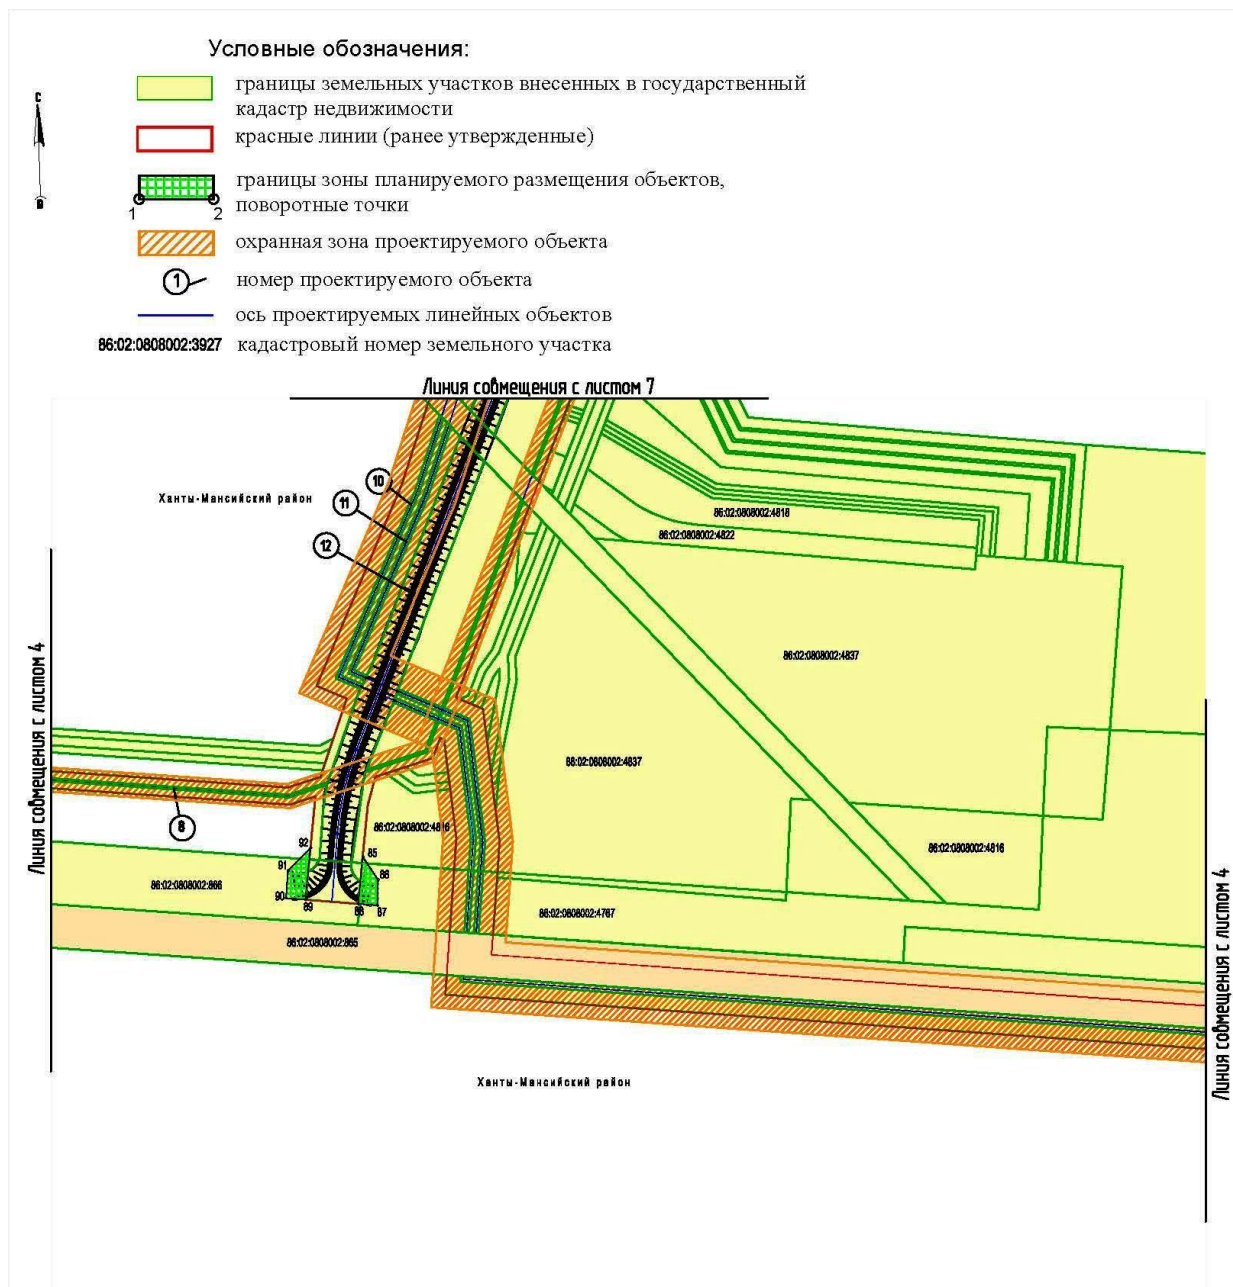 Условные обозначения:
границы земельных участков внесенных в государственный
кадастр недвижимости
С
красные линии (ранее утвержденные)
границы зоны планируемого размещения объектов,
поворотные точки
1 2
охранная зона проектируемого объекта
1
номер проектируемого объекта
ось проектируемых линейных объектов
86:02:0808002:3927 кадастровый номер земельного участка
Линия совмещения с листом 7
10
Ханты-Мансийский район
11
12
86:02:0808002:4818
86:02:0808002:4822
Линия совмещения с листом 4
86:02:0808002:4837
86:02:0808002:4837
8
86:02:0808002:4816
86:02:0808002:4816
92
85
91
86
86:02:0808002:866
90
89
88
87
86:02:0808002:4767
86:02:0808002:865
Линия совмещения с листом 4
Ханты-Мансийский район